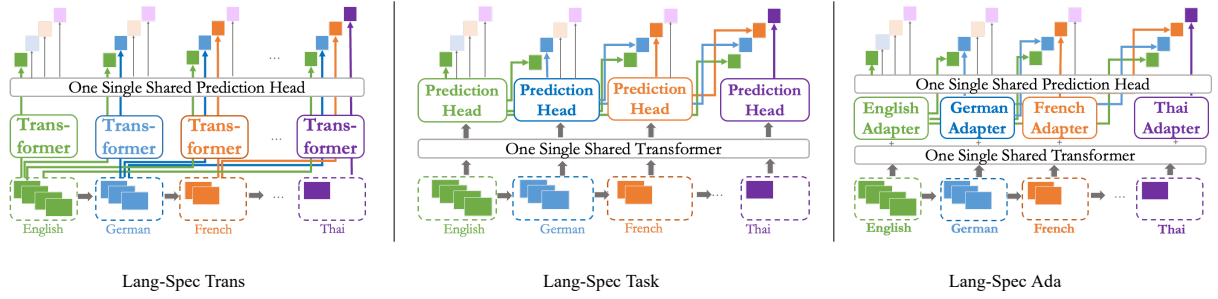 One Single Shared Prediction Head
Trans-
former
Trans-
former
Trans-
former
...
Trans-
former
...
English
German
French
Thai
Lang-Spec Trans
Prediction
Head
Prediction
Head
Prediction
Head
Prediction
Head
One Single Shared Transformer
...
English
German
French
Thai
Lang-Spec Task
One Single Shared Prediction Head
English
Adapter
German
Adapter
French
Adapter
Thai
Adapter
+
+
+
+
One Single Shared Transformer
...
English
German
French
Thai
Lang-Spec Ada